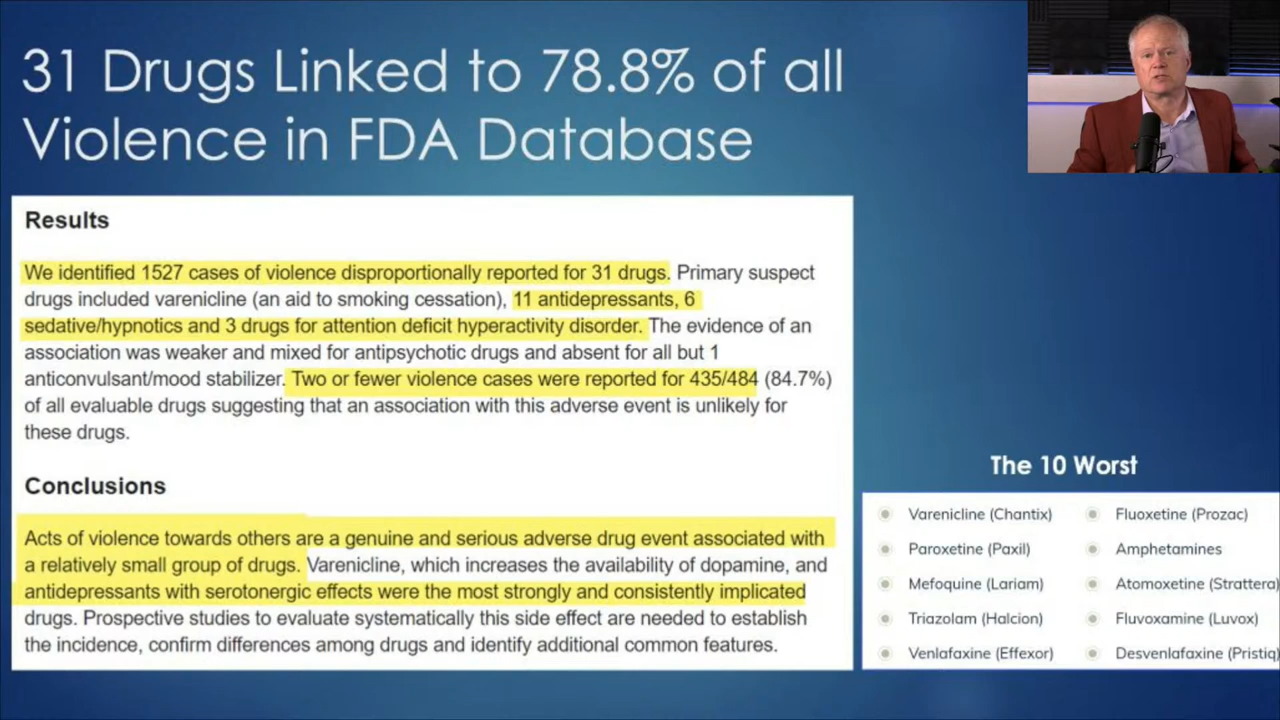 31 Drugs Linked to 78.8% of all
Violence in FDA Database
Results
We identified 1527 cases of violence disproportionally reported for 31 drugs. Primary suspect
drugs included varenicline (an aid to smoking cessation), 11 antidepressants, 6
sedative/hypnotics and 3 drugs for attention deficit hyperactivity disorder. The evidence of an
association was weaker and mixed for antipsychotic drugs and absent for all but 1
anticonvulsant/mood stabilizer. Two or fewer violence cases were reported for 435/484 (84.7%)
of all evaluable drugs suggesting that an association with this adverse event is unlikely for
these drugs.
Conclusions
Acts of violence towards others are a genuine and serious adverse drug event associated with
a relatively small group of drugs. Varenicline, which increases the availability of dopamine, and
antidepressants with serotonergic effects were the most strongly and consistently implicated
drugs. Prospective studies to evaluate systematically this side effect are needed to establish
the incidence, confirm differences among drugs and identify additional common features.
The 10 Worst
Varenicline (Chantix)
Paroxetine (Paxil)
Mefoquine (Lariam)
Triazolam (Halcion)
Venlafaxine (Effexor)
Fluoxetine (Prozac)
Amphetamines
Atomoxetine (Strattera)
Fluvoxamine (Luvox)
Desvenlafaxine (Pristiq)